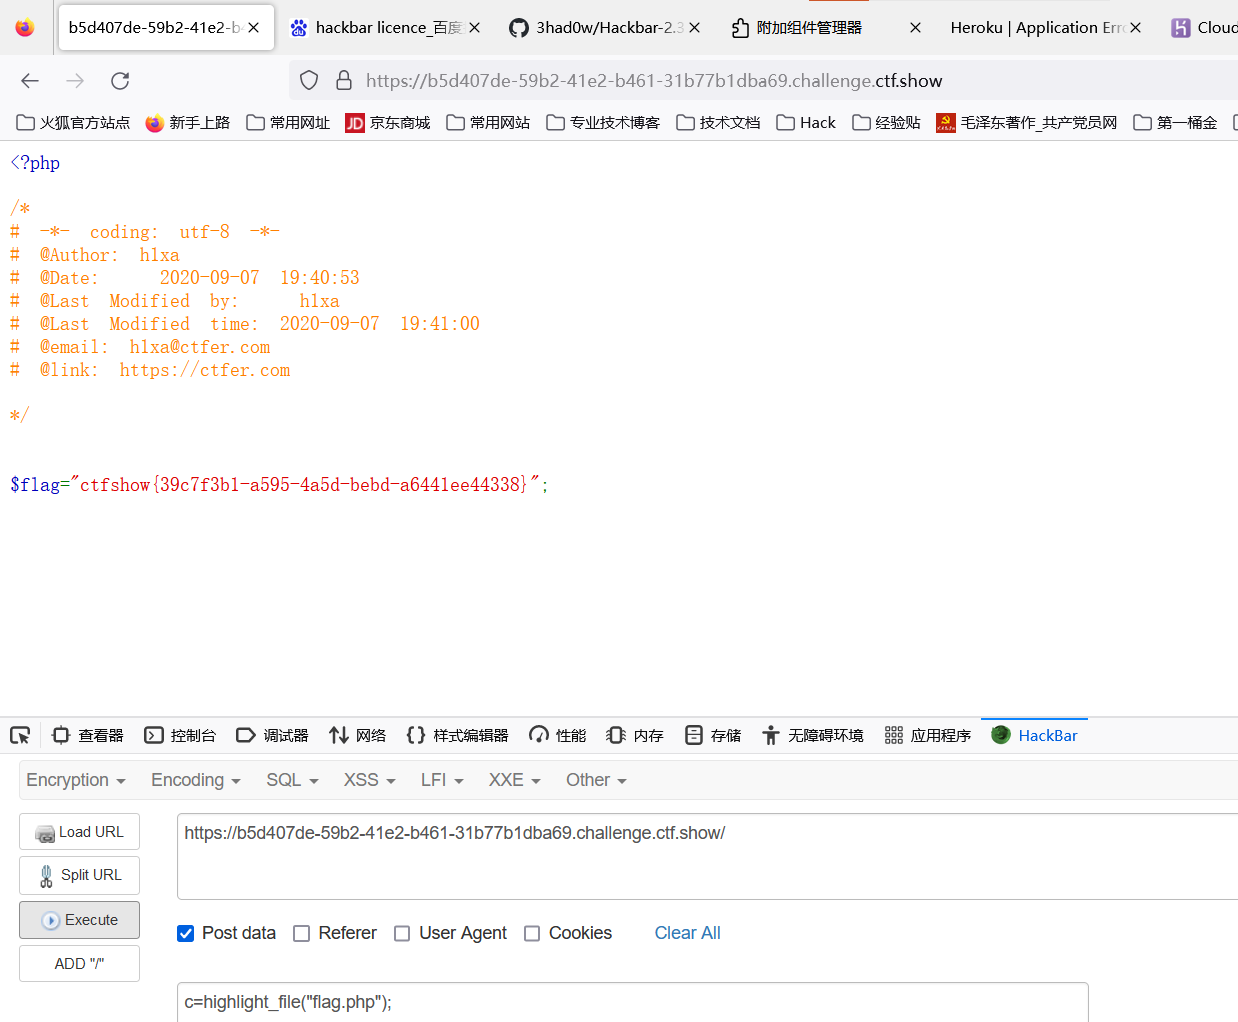 b5d407de-59b2-41e2-b
hackbar licence_百度
3had0w/Hackbar-2.3
附加组件管理器
Heroku | Application Erro
Cloud
https://b5d407de-59b2-41e2-b461-31b77b1dba69.challenge.ctf.show
火狐官方站点
新手上路
常用网址
JD 京东商城
常用网站
专业技术博客
技术文档
Hack
经验贴
毛泽东著作_共产党员网
第一桶金
<?php
/*
# -*- coding: utf-8 -*-
# @Author: h1xa
# @Date: 2020-09-07 19:40:53
# @Last Modified by: h1xa
# @Last Modified time: 2020-09-07 19:41:00
# @email: h1xa@ctfer.com
# @link: https://ctfer.com
*/
$flag="ctfshow{39c7f3b1-a595-4a5d-bebd-a6441ee44338}";
查看器
控制台
调试器
网络
样式编辑器
性能
内存
存储
无障碍环境
应用程序
HackBar
Encryption
Encoding
SQL
XSS
LFI
XXE
Other
Load URL
https://b5d407de-59b2-41e2-b461-31b77b1dba69.challenge.ctf.show/
Split URL
Execute
Post data
Referer
User Agent
Cookies
Clear All
ADD "/"
c=highlight_file("flag.php");